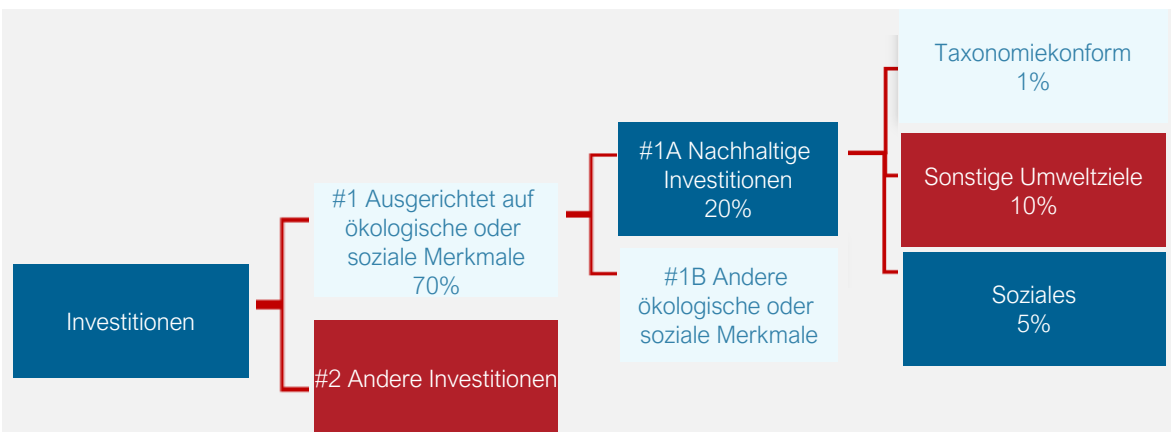 Investitionen
#1 Ausgerichtet auf
ökologische oder
soziale Merkmale
70%
#2 Andere Investitionen
#1A Nachhaltige
Investitionen
20%
#1B Andere
ökologische oder
soziale Merkmale
Taxonomiekonform
1%
Sonstige Umweltziele
10%
Soziales
5%